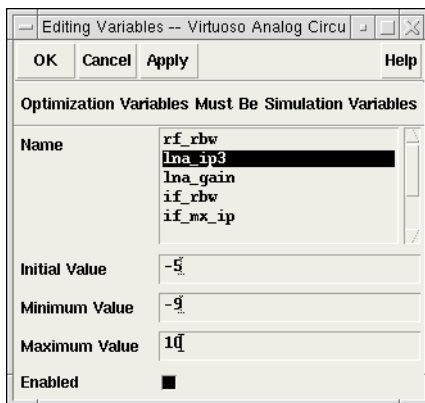 Editing Variables -- Virtuoso Analog Circu
OK Cancel Apply Help
Optimization Variables Must Be Simulation Variables
Name
rf_rbw
lna_ip3
lna_gain
if_rbw
if_mx_ip
Initial Value -5
Minimum Value -9
Maximum Value 10
Enabled